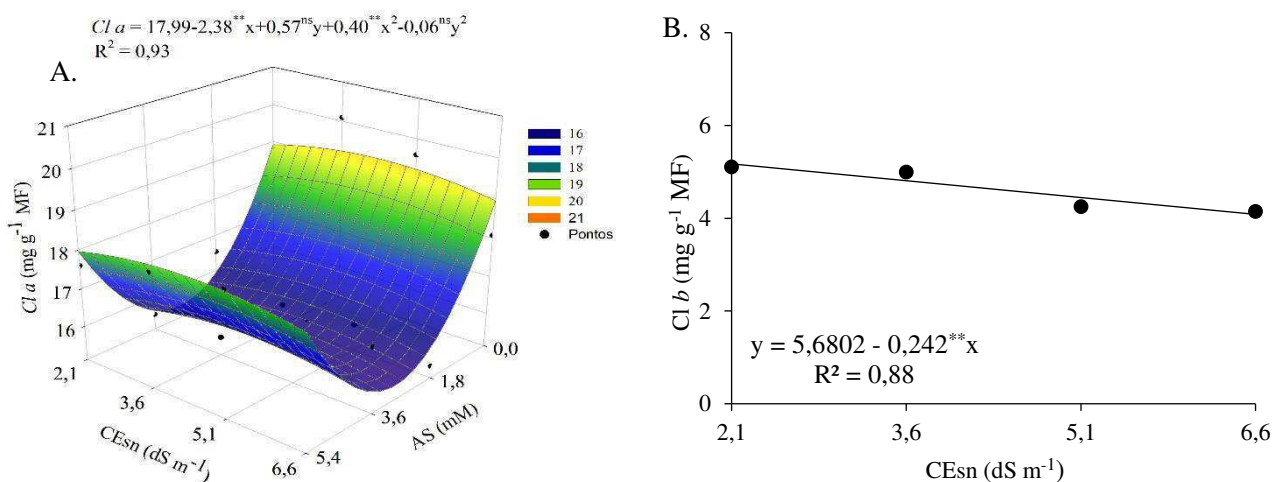 Cl a = 17,99-2,38**x+0,57ⁿˢy+0,40**x²-0,06ⁿˢy²
R² = 0,93
A.
21
20
19
18
17
16
Cl a (mg g⁻¹ MF)
2,1
3,6
5,1
6,6
CEsn (dS m⁻¹)
0,0
1,8
3,6
5,4
AS (mM)
16
17
18
19
20
21
Pontos
B.
8
6
4
2
0
Cl b (mg g⁻¹ MF)
y = 5,6802 - 0,242**x
R² = 0,88
2,1 3,6 5,1 6,6
CEsn (dS m⁻¹)